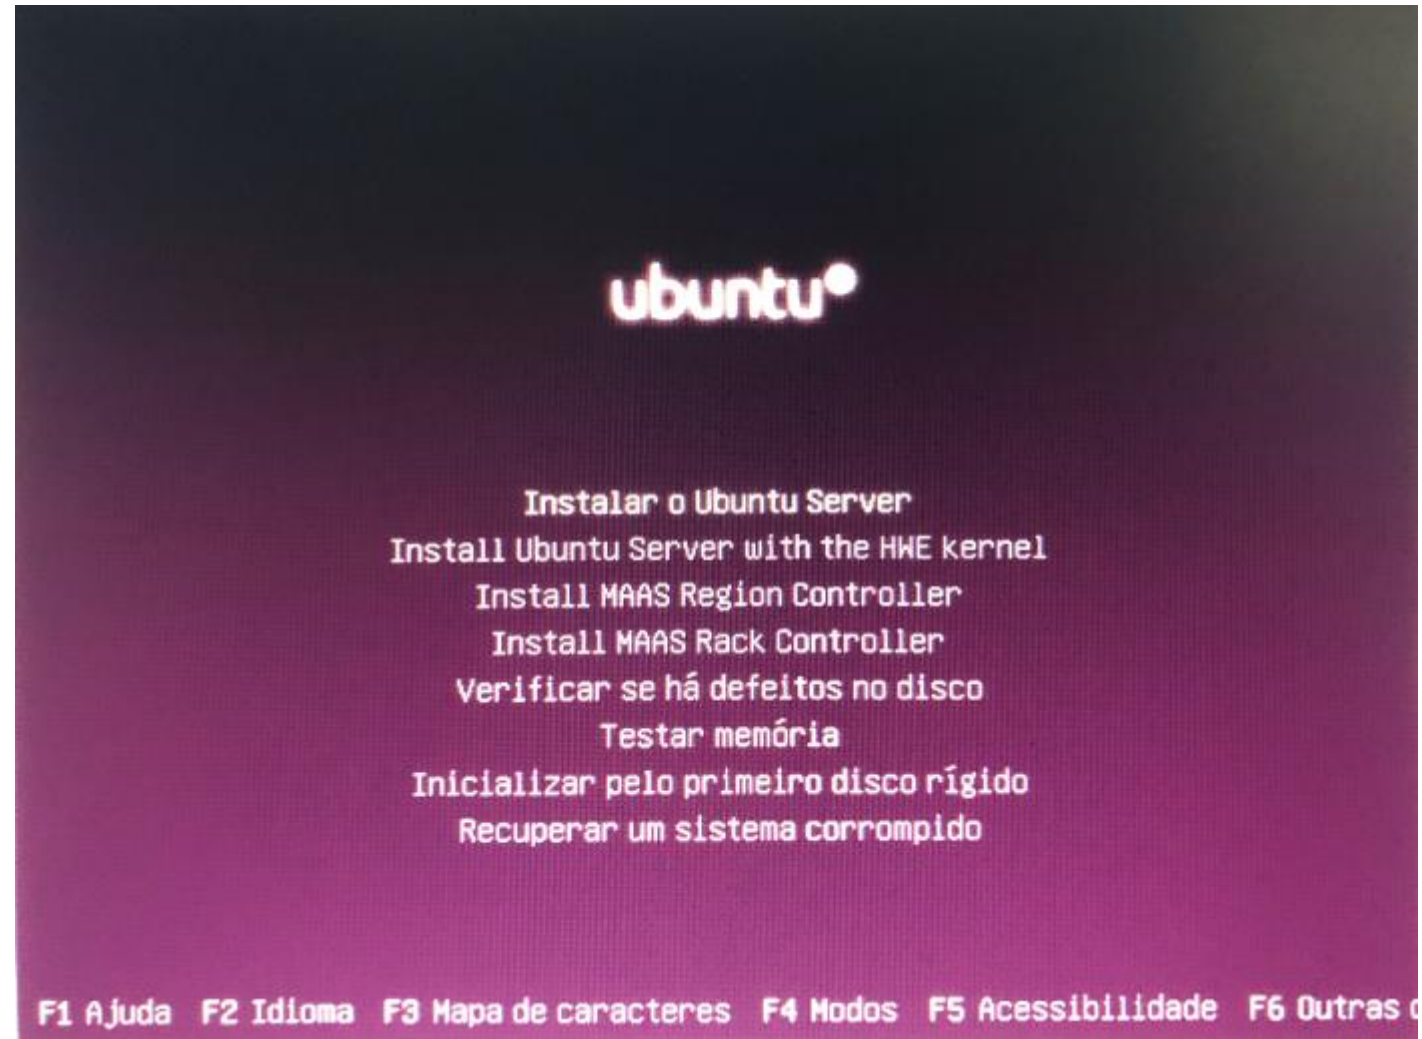 ubuntu
Instalar o Ubuntu Server
Install Ubuntu Server with the HWE kernel
Install MAAS Region Controller
Install MAAS Rack Controller
Verificar se há defeitos no disco
Testar memória
Inicializar pelo primeiro disco rígido
Recuperar um sistema corrompido
F1 Ajuda F2 Idioma F3 Mapa de caracteres F4 Modos F5 Acessibilidade F6 Outras